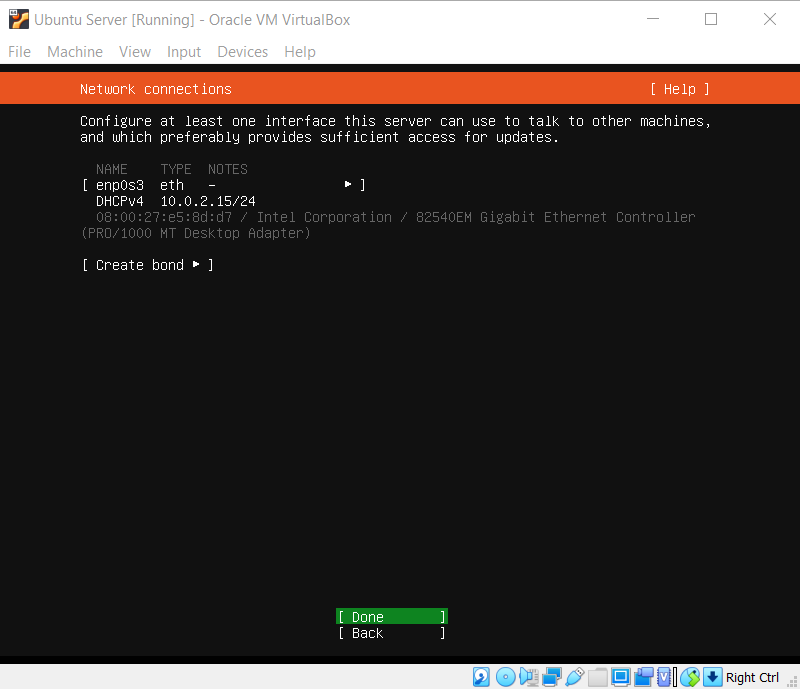 Ubuntu Server [Running] - Oracle VM VirtualBox
File Machine View Input Devices Help
Network connections [ Help ]
Configure at least one interface this server can use to talk to other machines,
and which preferably provides sufficient access for updates.
NAME TYPE NOTES
[ enp0s3 eth – ▸ ]
DHCPv4 10.0.2.15/24
08:00:27:e5:8d:d7 / Intel Corporation / 82540EM Gigabit Ethernet Controller
(PRO/1000 MT Desktop Adapter)
[ Create bond ▸ ]
[ Done ]
[ Back ]
Right Ctrl